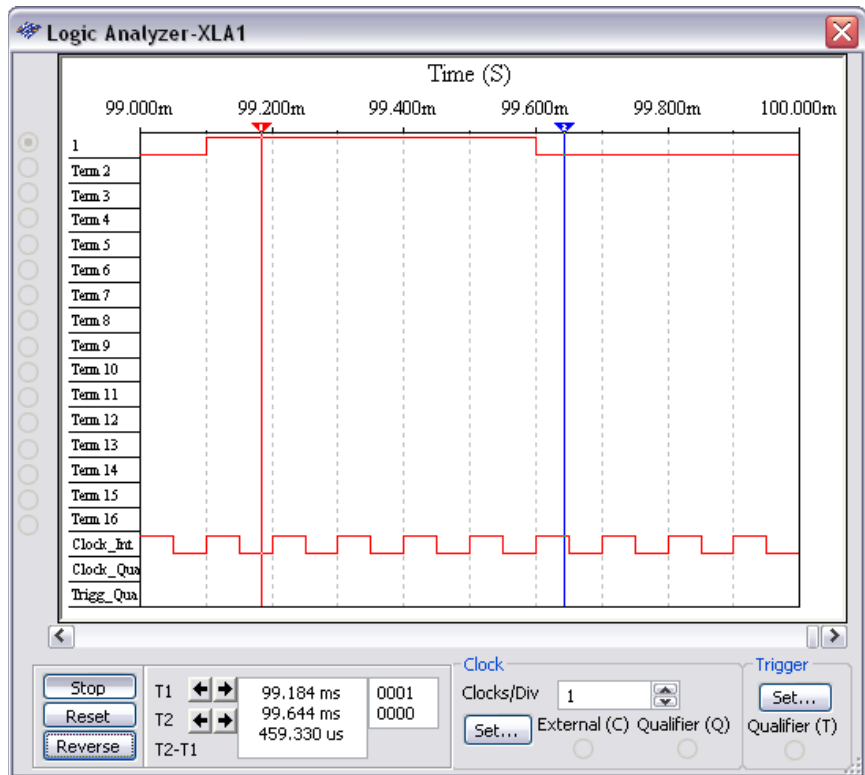 Logic Analyzer-XLA1
Time (S)
99.000m 99.200m 99.400m 99.600m 99.800m 100.000m
1 2
1
Term 2
Term 3
Term 4
Term 5
Term 6
Term 7
Term 8
Term 9
Term 10
Term 11
Term 12
Term 13
Term 14
Term 15
Term 16
Clock_Int
Clock_Qua
Trigg_Qua
Stop
Reset
Reverse
T1 99.184 ms 0001
T2 99.644 ms 0000
T2-T1 459.330 us
Clock
Clocks/Div 1
Set... External (C) Qualifier (Q)
Trigger
Set...
Qualifier (T)